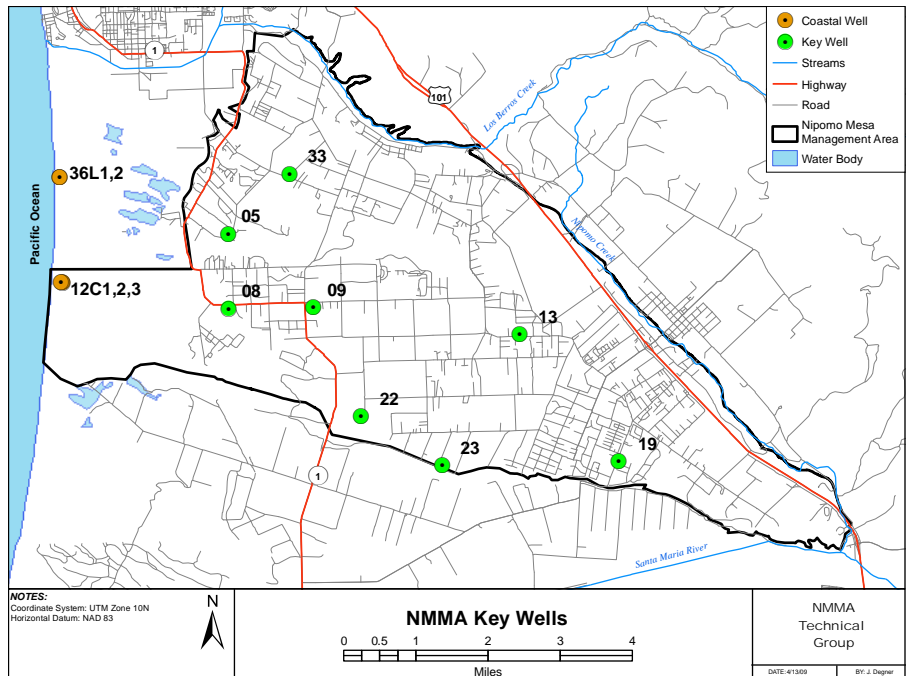 Coastal Well
Key Well
Streams
Highway
Road
Nipomo Mesa
Management Area
Water Body
1
101
Los Berros Creek
33
36L1,2
05
Nipomo Creek
Pacific Ocean
12C1,2,3
08
09
13
22
23
19
1
Santa Maria River
NOTES:
Coordinate System: UTM Zone 10N
Horizontal Datum: NAD 83
N
NMMA Key Wells
0 0.5 1 2 3 4
Miles
NMMA
Technical
Group
DATE:4/13/09
BY: J. Degner